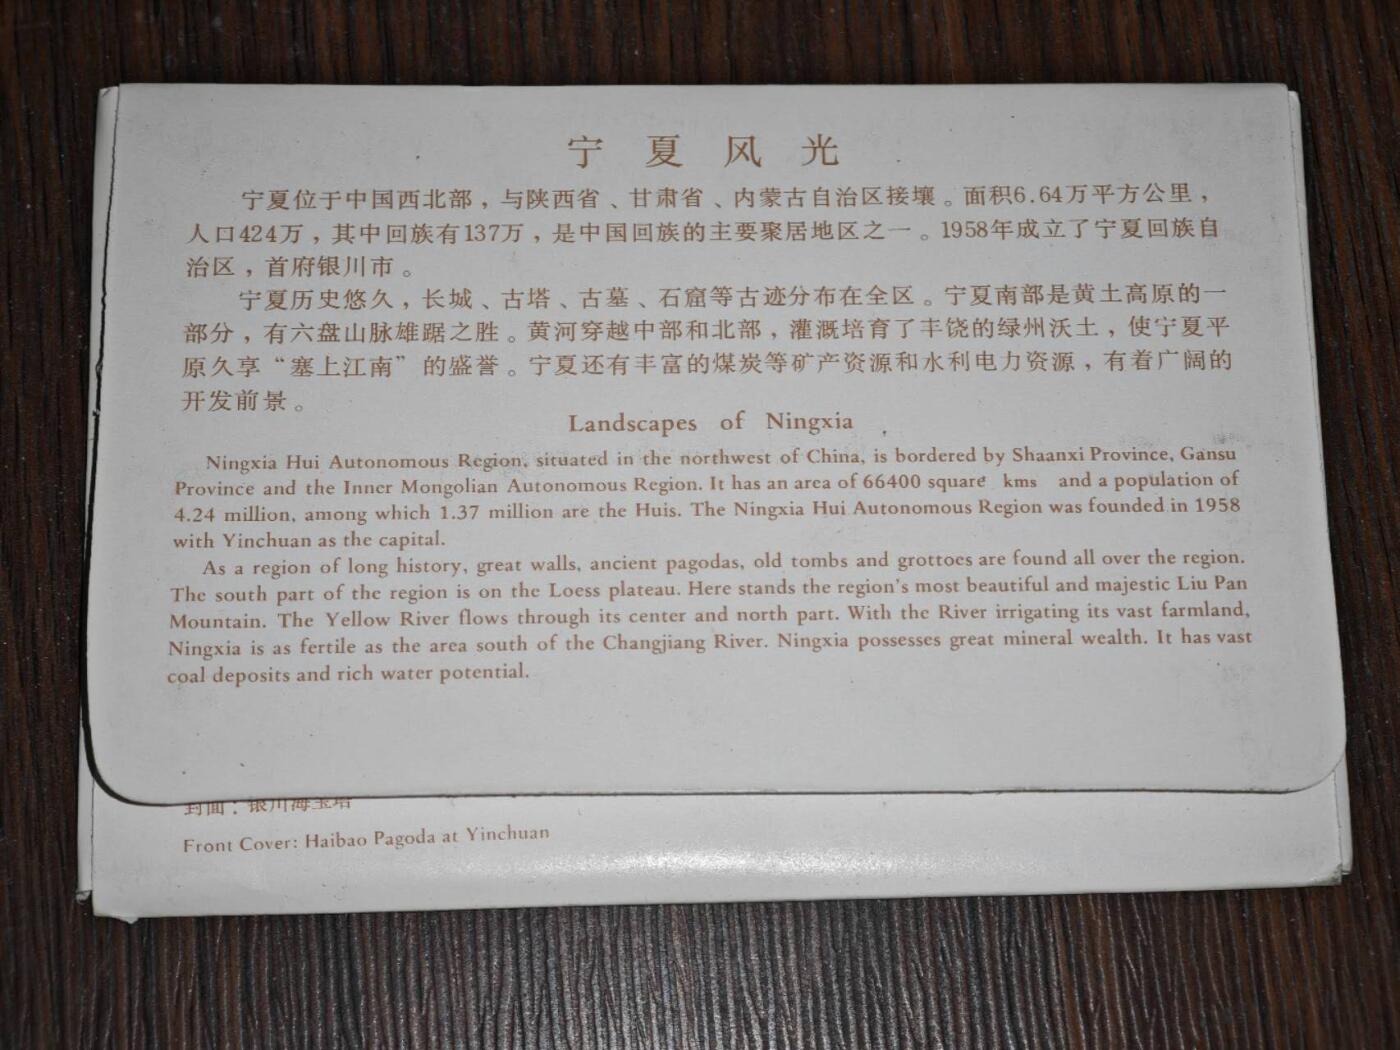 宁夏风光
宁夏位于中国西北部，与陕西省、甘肃省、内蒙古自治区接壤。面积6.64万平方公里，
人口424万，其中回族有137万，是中国回族的主要聚居地区之一。1958年成立了宁夏回族自
治区，首府银川市。
宁夏历史悠久，长城、古塔、古墓、石窟等古迹分布在全区。宁夏南部是黄土高原的一
部分，有六盘山脉雄踞之胜。黄河穿越中部和北部，灌溉培育了丰饶的绿州沃土，使宁夏平
原久享“塞上江南”的盛誉。宁夏还有丰富的煤炭等矿产资源和水利电力资源，有着广阔的
开发前景。
Landscapes of Ningxia
Ningxia Hui Autonomous Region, situated in the northwest of China, is bordered by Shaanxi Province, Gansu
Province and the Inner Mongolian Autonomous Region. It has an area of 66400 square kms and a population of
4.24 million, among which 1.37 million are the Huis. The Ningxia Hui Autonomous Region was founded in 1958
with Yinchuan as the capital.
As a region of long history, great walls, ancient pagodas, old tombs and grottoes are found all over the region.
The south part of the region is on the Loess plateau. Here stands the region's most beautiful and majestic Liu Pan
Mountain. The Yellow River flows through its center and north part. With the River irrigating its vast farmland,
Ningxia is as fertile as the area south of the Changjiang River. Ningxia possesses great mineral wealth. It has vast
coal deposits and rich water potential.
封面：银川海宝塔
Front Cover: Haibao Pagoda at Yinchuan